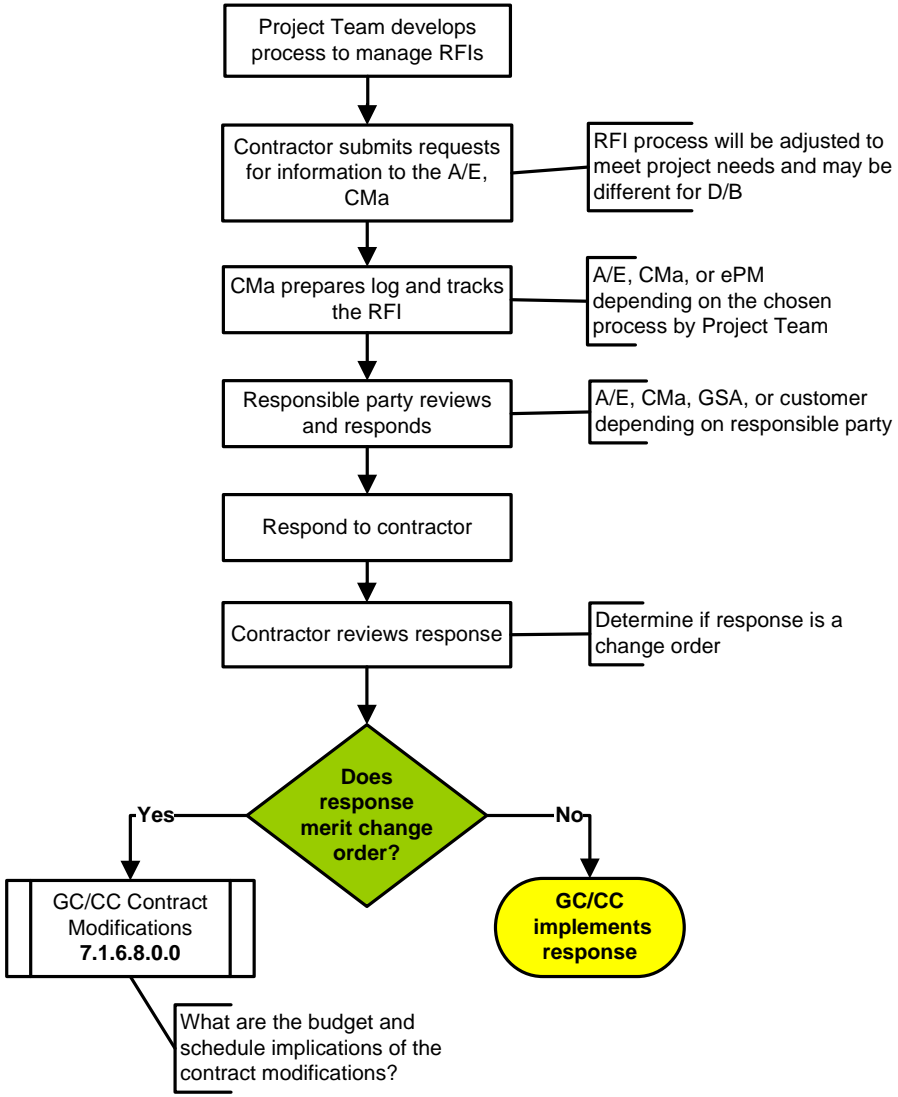 Project Team develops
process to manage RFIs
Contractor submits requests
for information to the A/E,
CMa
RFI process will be adjusted to
meet project needs and may be
different for D/B
CMa prepares log and tracks
the RFI
A/E, CMa, or ePM
depending on the chosen
process by Project Team
Responsible party reviews
and responds
A/E, CMa, GSA, or customer
depending on responsible party
Respond to contractor
Contractor reviews response
Determine if response is a
change order
Does
response
merit change
order?
Yes
No
GC/CC Contract
Modifications
7.1.6.8.0.0
GC/CC
implements
response
What are the budget and
schedule implications of the
contract modifications?